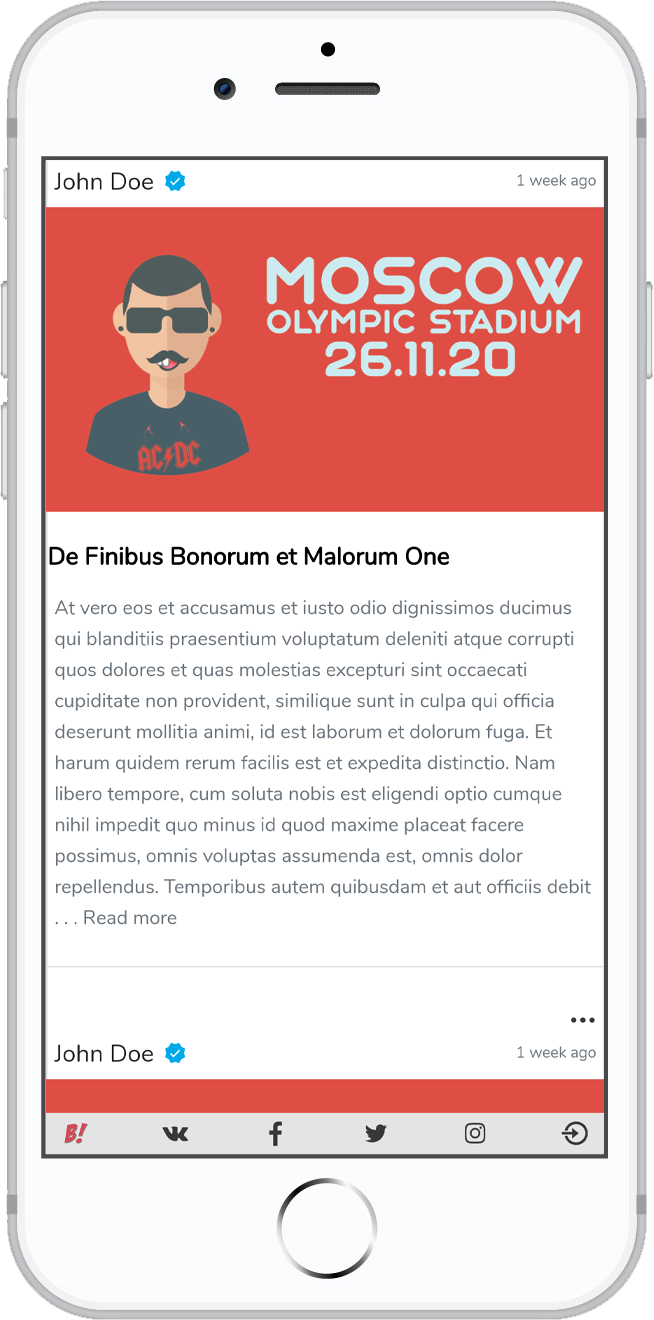 John Doe
1 week ago
MOSCOW
OLYMPIC STADIUM
26.11.20
AC DC
De Finibus Bonorum et Malorum One
At vero eos et accusamus et iusto odio dignissimos ducimus
qui blanditiis praesentium voluptatum deleniti atque corrupti
quos dolores et quas molestias excepturi sint occaecati
cupiditate non provident, similique sunt in culpa qui officia
deserunt mollitia animi, id est laborum et dolorum fuga. Et
harum quidem rerum facilis est et expedita distinctio. Nam
libero tempore, cum soluta nobis est eligendi optio cumque
nihil impedit quo minus id quod maxime placeat facere
possimus, omnis voluptas assumenda est, omnis dolor
repellendus. Temporibus autem quibusdam et aut officiis debit
. . . Read more
John Doe
1 week ago
B!